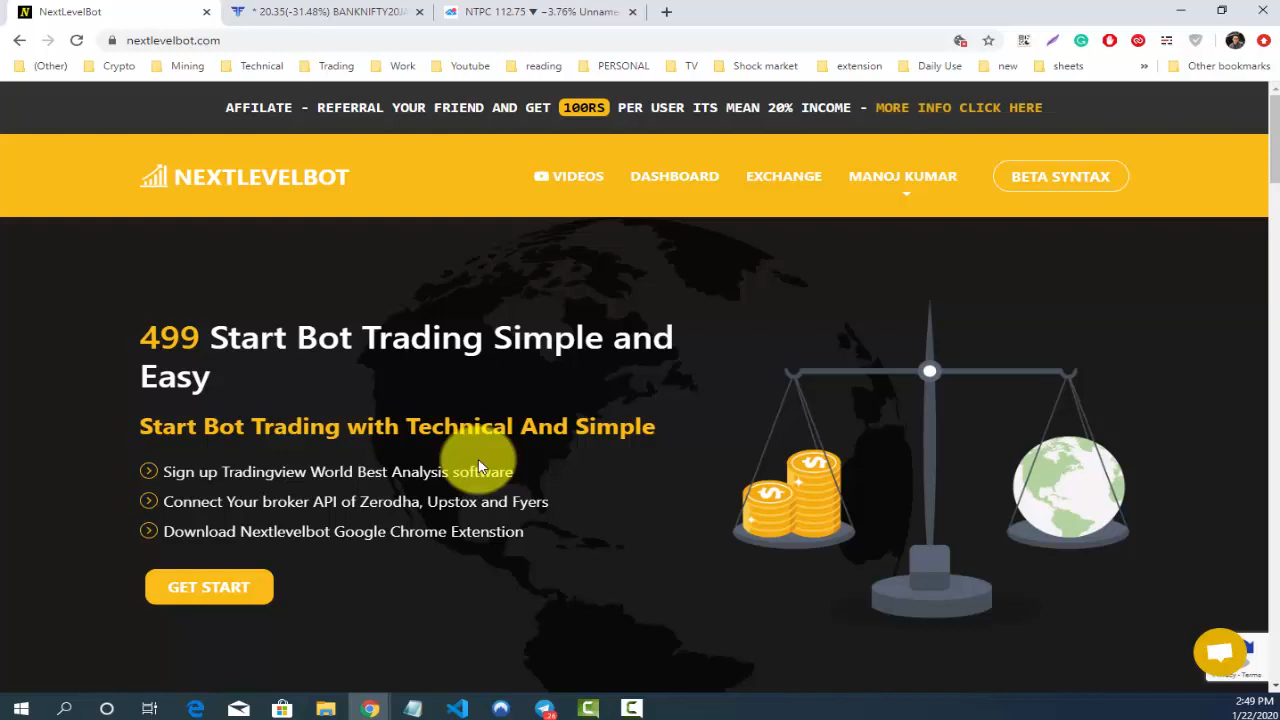 NextLevelBot
* 20.35(-31.48%) BANKNIFTY20JA
NTPC 112.75 ▼ −3.76% Unname
nextlevelbot.com
(Other)
Crypto
Mining
Technical
Trading
Work
Youtube
reading
PERSONAL
TV
Shock market
extension
Daily Use
new
sheets
»
Other bookmarks
AFFILATE - REFERRAL YOUR FRIEND AND GET 100RS PER USER ITS MEAN 20% INCOME - MORE INFO CLICK HERE
NEXTLEVELBOT
VIDEOS
DASHBOARD
EXCHANGE
MANOJ KUMAR
BETA SYNTAX
499 Start Bot Trading Simple and
Easy
Start Bot Trading with Technical And Simple
Sign up Tradingview World Best Analysis software
Connect Your broker API of Zerodha, Upstox and Fyers
Download Nextlevelbot Google Chrome Extenstion
GET START
Privacy - Terms
2:49 PM
1/22/2020